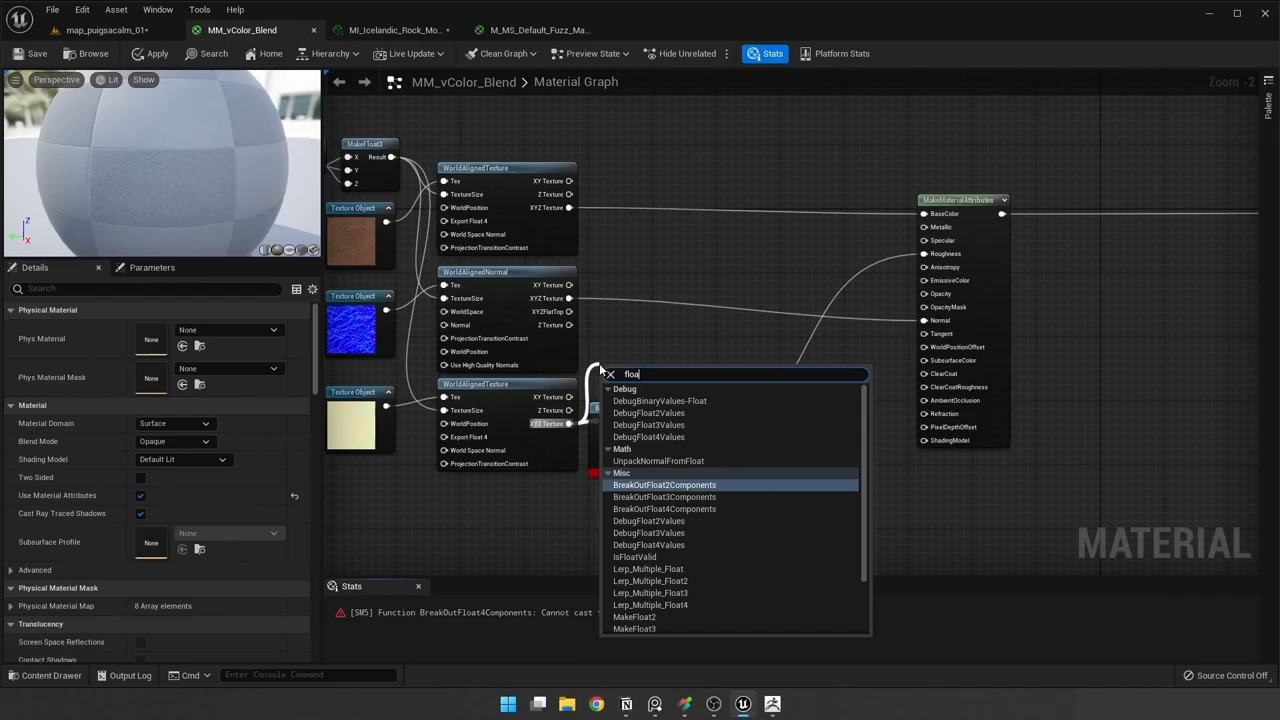 File Edit Asset Window Tools Help
map_puigsacalm_01*
MM_vColor_Blend
MI_Icelandic_Rock_Mo... *
M_MS_Default_Fuzz_Ma...
Save Browse Apply Search Home Hierarchy Live Update Clean Graph Preview State Hide Unrelated Stats Platform Stats
Perspective Lit Show
MM_vColor_Blend > Material Graph
Zoom -2
Palette
MakeFloat3
X Result
Y
Z
Texture Object
Texture Object
Texture Object
WorldAlignedTexture
Tex XY Texture
TextureSize Z Texture
WorldPosition XYZ Texture
Export Float 4
World Space Normal
ProjectionTransitionContrast
WorldAlignedNormal
Tex XY Texture
TextureSize XYZ Texture
WorldSpace XYZFlatTop
Normal Z Texture
ProjectionTransitionContrast
WorldPosition
Use High Quality Normals
WorldAlignedTexture
Tex XY Texture
TextureSize Z Texture
WorldPosition XYZ Texture
Export Float 4
World Space Normal
ProjectionTransitionContrast
MakeMaterialAttributes
BaseColor
Metallic
Specular
Roughness
Anisotropy
EmissiveColor
Opacity
OpacityMask
Normal
Tangent
WorldPositionOffset
SubsurfaceColor
ClearCoat
ClearCoatRoughness
AmbientOcclusion
Refraction
PixelDepthOffset
ShadingModel
floa
Debug
DebugBinaryValues-Float
DebugFloat2Values
DebugFloat3Values
DebugFloat4Values
Math
UnpackNormalFromFloat
Misc
BreakOutFloat2Components
BreakOutFloat3Components
BreakOutFloat4Components
DebugFloat2Values
DebugFloat3Values
DebugFloat4Values
IsFloatValid
Lerp_Multiple_Float
Lerp_Multiple_Float2
Lerp_Multiple_Float3
Lerp_Multiple_Float4
MakeFloat2
MakeFloat3
MATERIAL
Z
X
Details
Parameters
Search
Physical Material
Phys Material None None
Phys Material Mask None None
Material
Material Domain Surface
Blend Mode Opaque
Shading Model Default Lit
Two Sided
Use Material Attributes
Cast Ray Traced Shadows
Subsurface Profile None None
Advanced
Physical Material Mask
Physical Material Map 8 Array elements
Translucency
Screen Space Reflections
Contact Shadows
Stats
[SM5] Function BreakOutFloat4Components: Cannot cast
Content Drawer Output Log Cmd Enter Console Command Source Control Off